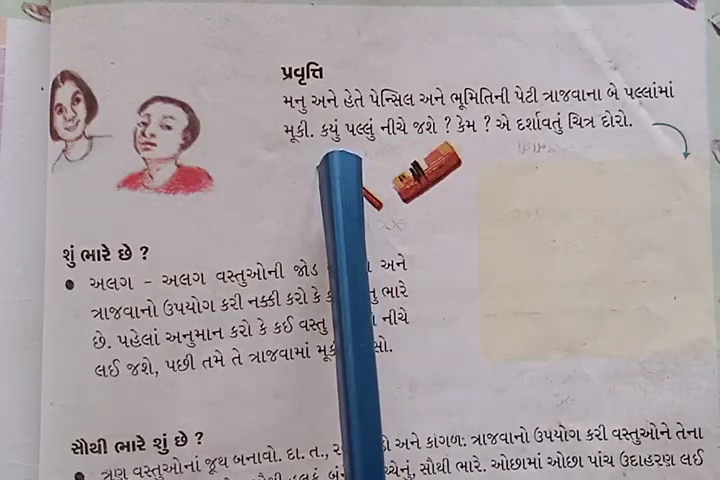 પ્રવૃત્તિ
મનુ અને હેતે પેન્સિલ અને ભૂમિતિની પેટી ત્રાજવાના બે પલ્લાંમાં
મૂકી. કયું પલ્લું નીચે જશે ? કેમ ? એ દર્શાવતું ચિત્ર દોરો.
શું ભારે છે ?
● અલગ - અલગ વસ્તુઓની જોડ અને
ત્રાજવાનો ઉપયોગ કરી નક્કી કરો કે ભારે
છે. પહેલાં અનુમાન કરો કે કઈ વસ્તુ નીચે
લઈ જશે, પછી તમે તે ત્રાજવામાં
સૌથી ભારે શું છે ?
● ત્રણ વસ્તુઓનાં જૂથ બનાવો. દા. ત., અને કાગળ: ત્રાજવાનો ઉપયોગ કરી વસ્તુઓને તેના
સૌથી ભારે. ઓછામાં ઓછા પાંચ ઉદાહરણ લઈ